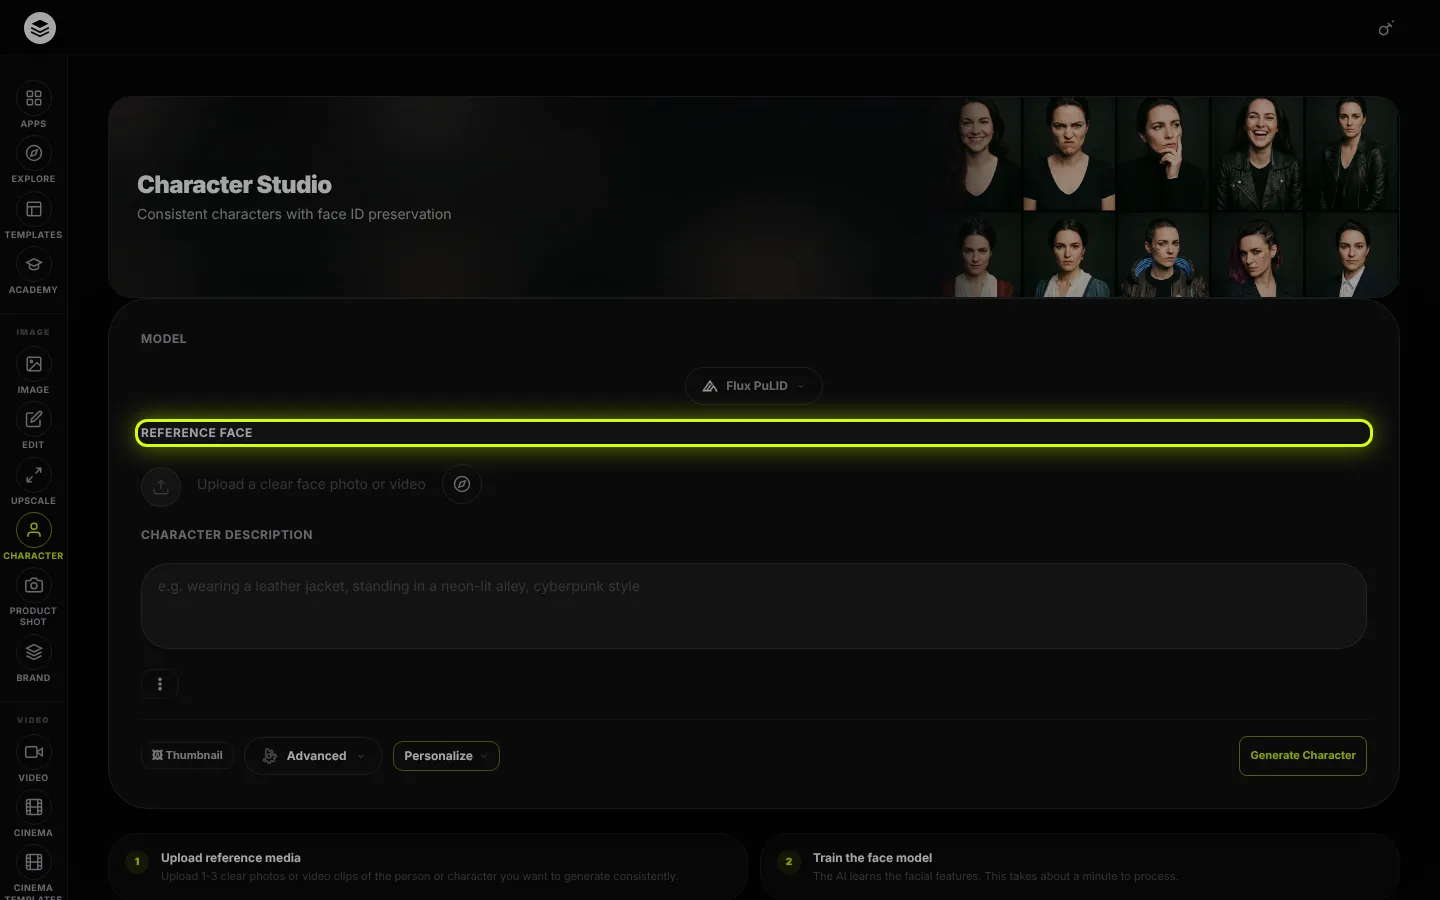 APPS
EXPLORE
TEMPLATES
ACADEMY
IMAGE
IMAGE
EDIT
UPSCALE
CHARACTER
PRODUCT
SHOT
BRAND
VIDEO
VIDEO
CINEMA
CINEMA
TEMPLATES
Character Studio
Consistent characters with face ID preservation
MODEL
Flux PuLID
REFERENCE FACE
Upload a clear face photo or video
CHARACTER DESCRIPTION
e.g. wearing a leather jacket, standing in a neon-lit alley, cyberpunk style
Thumbnail
Advanced
Personalize
Generate Character
1
Upload reference media
Upload 1-3 clear photos or video clips of the person or character you want to generate consistently.
2
Train the face model
The AI learns the facial features. This takes about a minute to process.